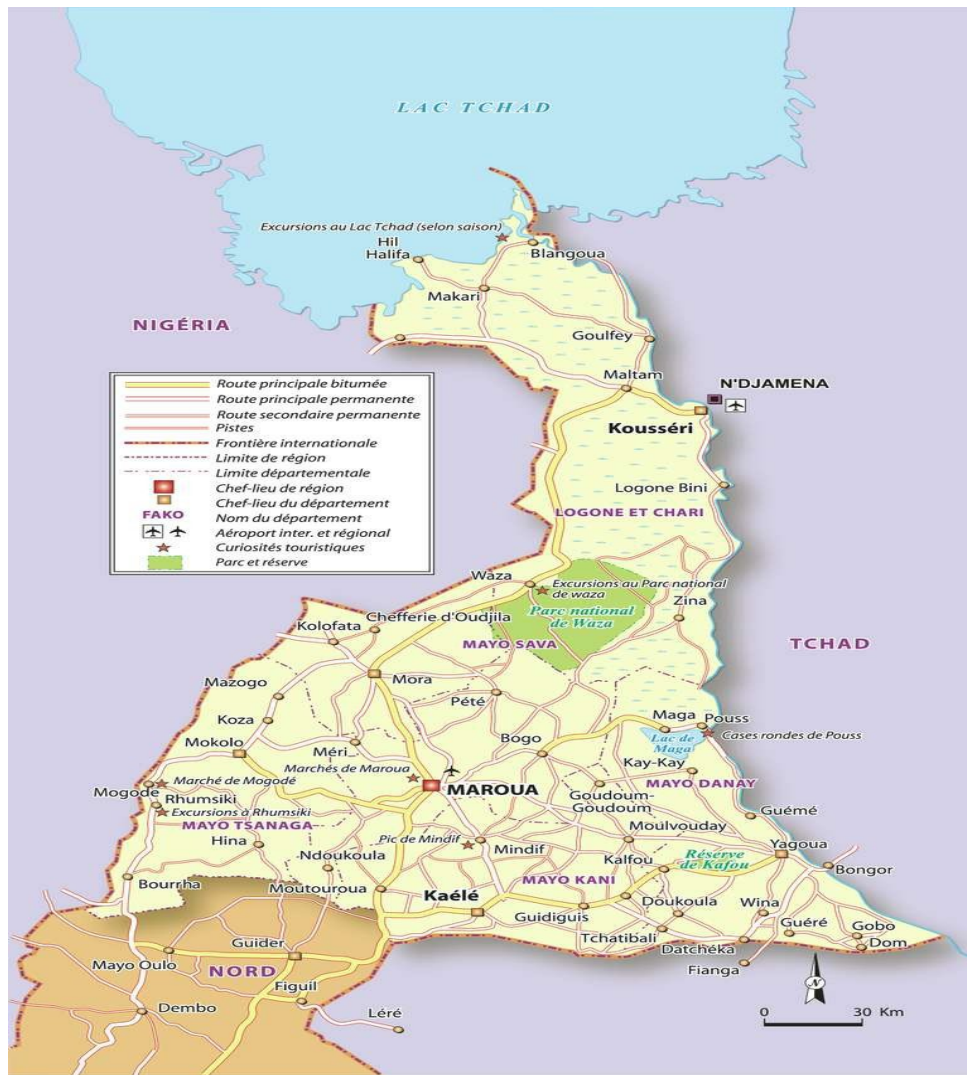 LAC TCHAD
Excursions au Lac Tchad (selon saison)
Hil
Halifa
Blangoua
Makari
NIGÉRIA
Goulfey
Maltam
N'DJAMENA
Kousséri
Route principale bitumée
Route principale permanente
Route secondaire permanente
Pistes
Frontière internationale
Limite de région
Limite départementale
Chef-lieu de région
Chef-lieu du département
FAKO
Nom du département
Aéroport inter. et régional
Curiosités touristiques
Parc et réserve
Logone Bini
LOGONE ET CHARI
Waza
Excursions au Parc national
de waza
Parc national
de Waza
Zina
Chefferie d'Oudjila
Kolofata
MAYO SAVA
TCHAD
Mora
Mazogo
Pété
Koza
Maga
Pouss
Cases rondes de Pouss
Mokolo
Méri
Bogo
Lac de
Maga
Kay-Kay
Marchés de Maroua
Marché de Mogodé
Mogode
MAROUA
MAYO DANAY
Goudoum-
Goudoum
Rhumsiki
Excursions à Rhumsiki
Guémé
MAYO TSANAGA
Moulvouday
Hina
Pic de Mindif
Mindif
Yagoua
Ndoukoula
Kalfou
Réserve
de Kafou
Bongor
Bourrha
Moutouroua
MAYO KANI
Kaélé
Guidiguis
Doukoula
Wina
Guéré
Gobo
Tchatibali
Datchéka
Dom
Fianga
Guider
Mayo Oulo
NORD
Figuil
Dembo
Léré
N
0 30 Km